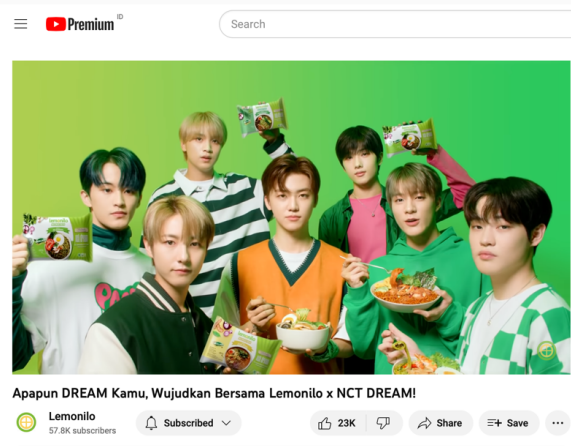 Premium ID
Search
Apapun DREAM Kamu, Wujudkan Bersama Lemonilo x NCT DREAM!
Lemonilo
57.8K subscribers
Subscribed
23K
Share
Save